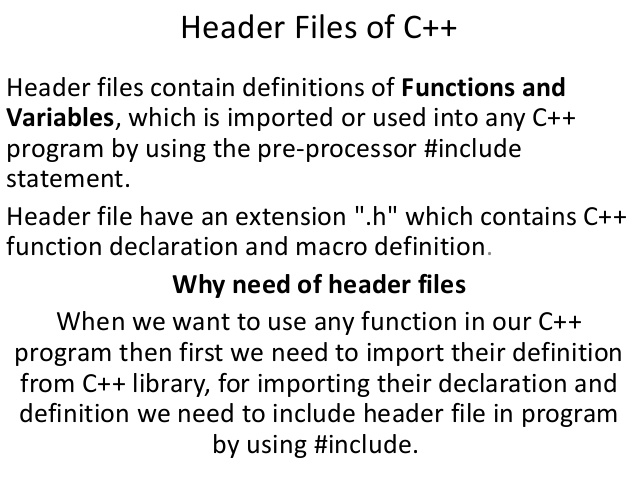 Header Files of C++
Header files contain definitions of Functions and
Variables, which is imported or used into any C++
program by using the pre-processor #include
statement.
Header file have an extension ".h" which contains C++
function declaration and macro definition.
Why need of header files
When we want to use any function in our C++
program then first we need to import their definition
from C++ library, for importing their declaration and
definition we need to include header file in program
by using #include.